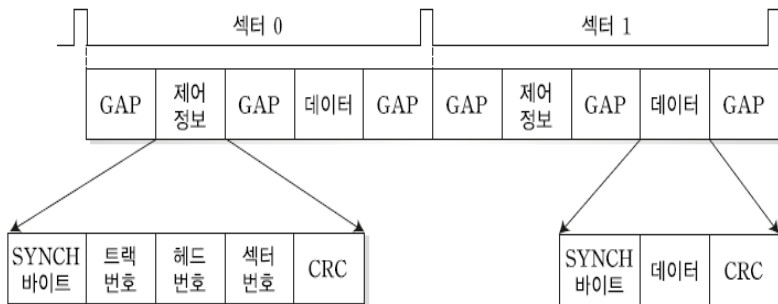 섹터 0 섹터 1
GAP 제어 정보 GAP 데이터 GAP GAP 제어 정보 GAP 데이터 GAP
SYNCH 바이트 트랙 번호 헤드 번호 섹터 번호 CRC
SYNCH 바이트 데이터 CRC